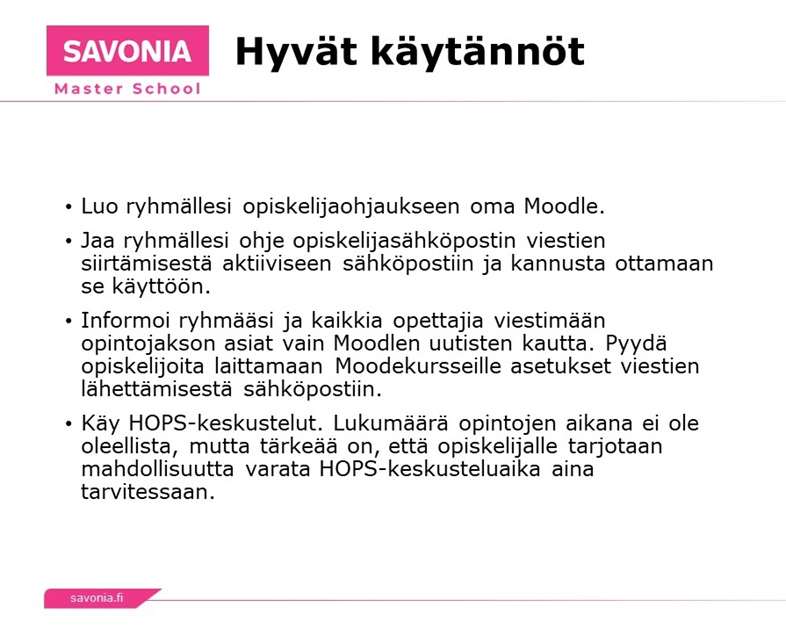 SAVONIA
Master School
Hyvät käytännöt
• Luo ryhmällesi opiskelijaohjaukseen oma Moodle.
• Jaa ryhmällesi ohje opiskelijasähköpostin viestien
siirtämisestä aktiiviseen sähköpostiin ja kannusta ottamaan
se käyttöön.
• Informoi ryhmääsi ja kaikkia opettajia viestimään
opintojakson asiat vain Moodlen uutisten kautta. Pyydä
opiskelijoita laittamaan Moodekursseille asetukset viestien
lähettämisestä sähköpostiin.
• Käy HOPS-keskustelut. Lukumäärä opintojen aikana ei ole
oleellista, mutta tärkeää on, että opiskelijalle tarjotaan
mahdollisuutta varata HOPS-keskusteluaika aina
tarvitessaan.
savonia.fi